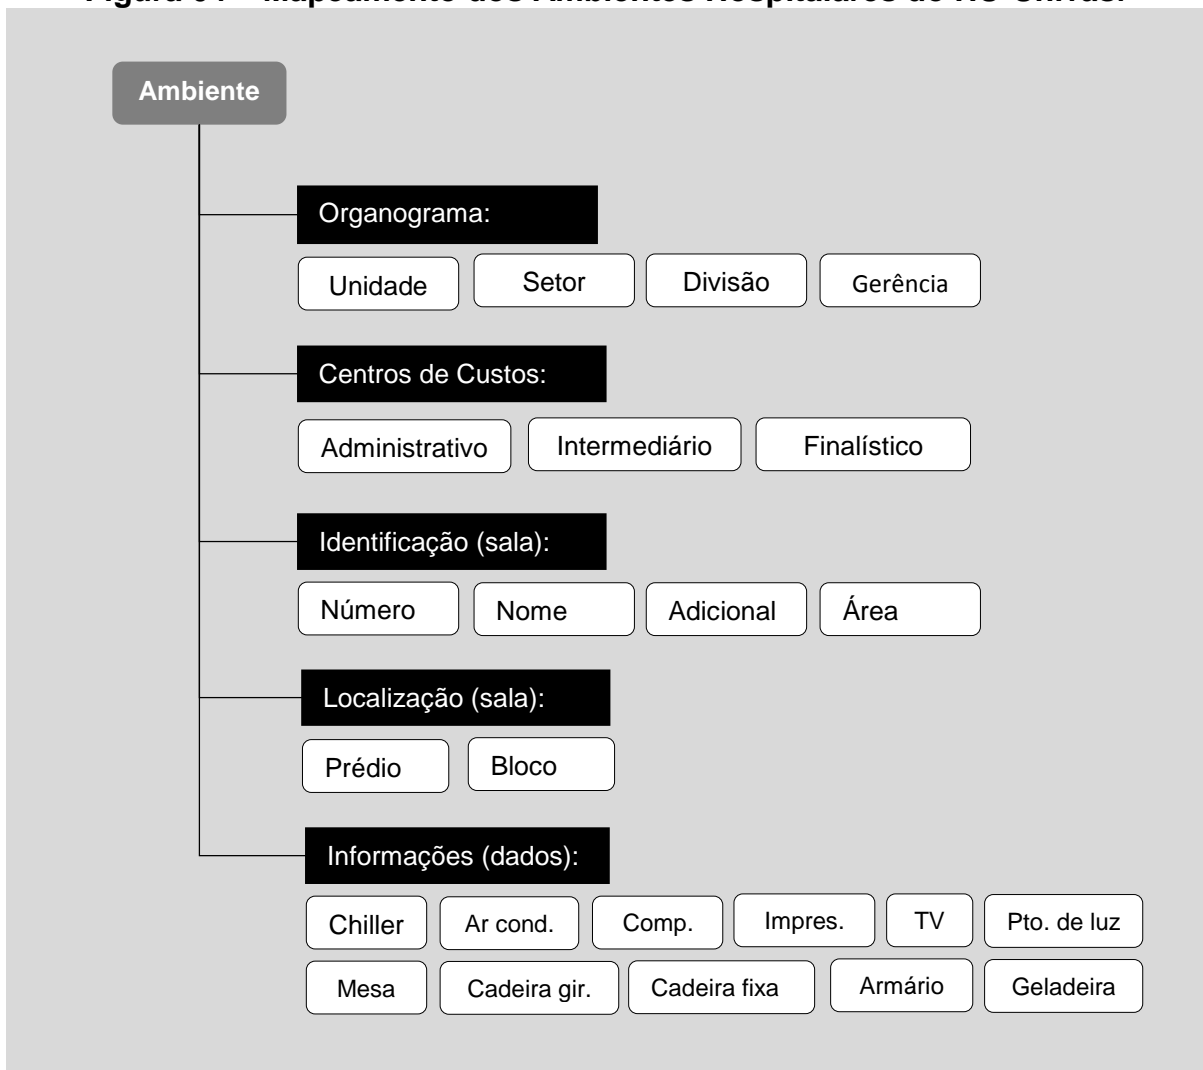 Ambiente
Organograma:
Unidade Setor Divisão Gerência
Centros de Custos:
Administrativo Intermediário Finalístico
Identificação (sala):
Número Nome Adicional Área
Localização (sala):
Prédio Bloco
Informações (dados):
Chiller Ar cond. Comp. Impres. TV Pto. de luz
Mesa Cadeira gir. Cadeira fixa Armário Geladeira